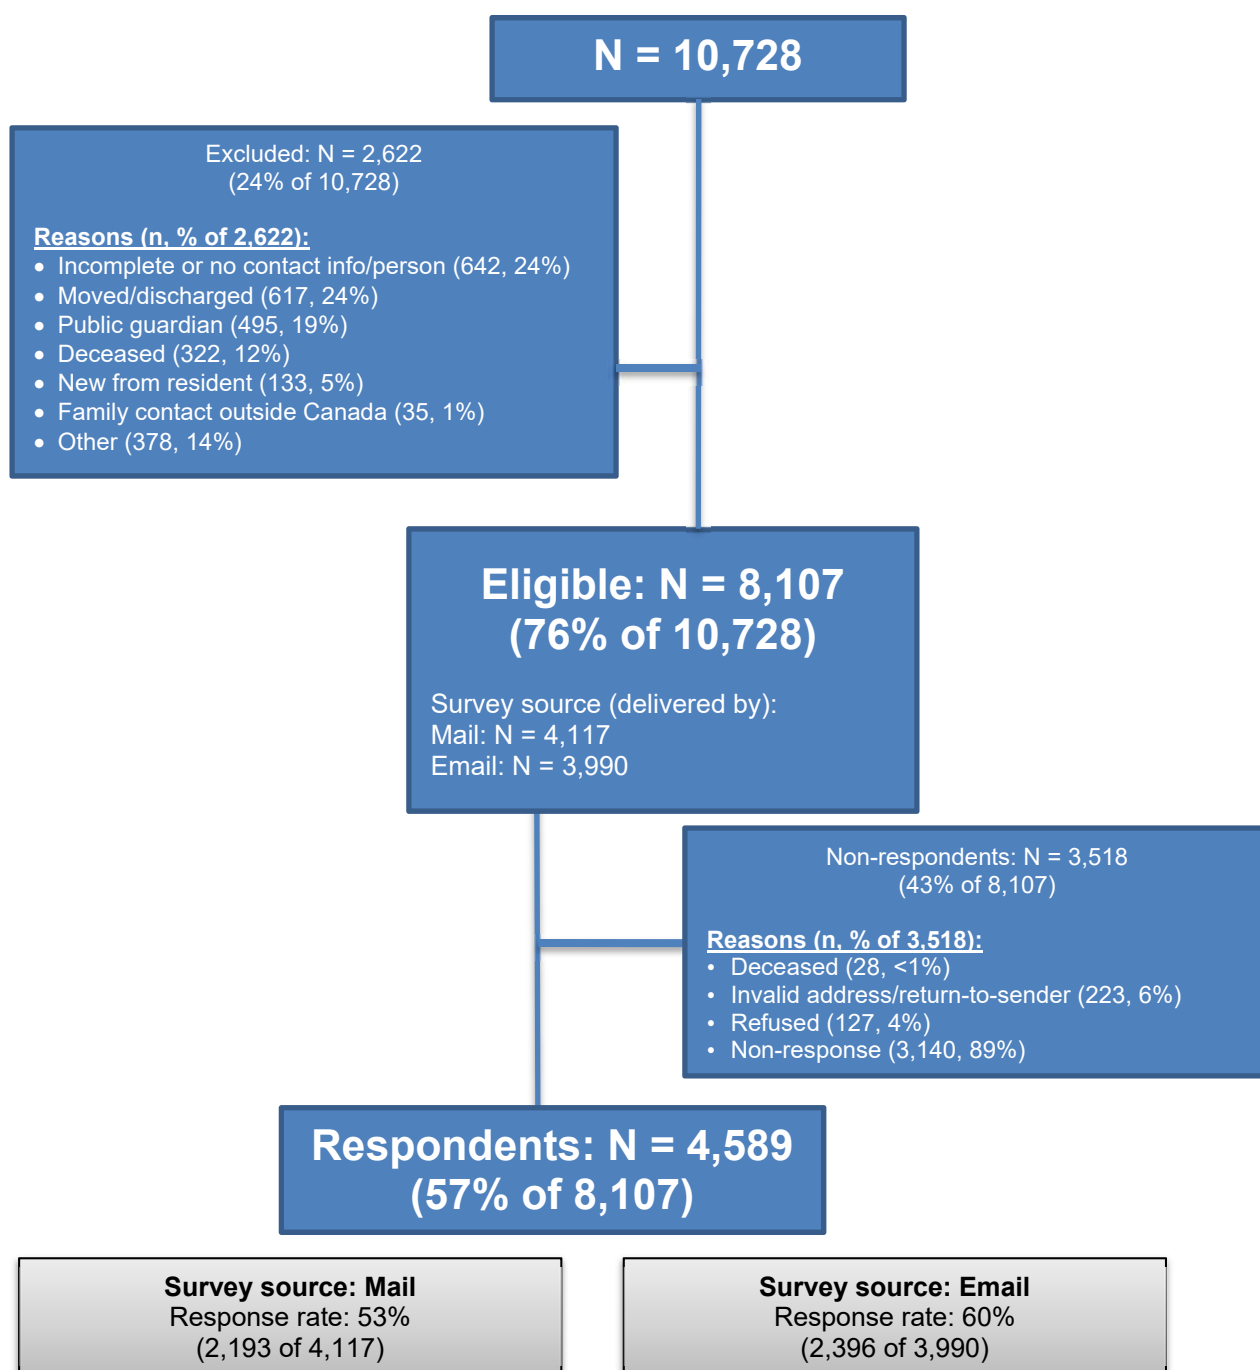 N = 10,728
Excluded: N = 2,622
(24% of 10,728)
Reasons (n, % of 2,622):
• Incomplete or no contact info/person (642, 24%)
• Moved/discharged (617, 24%)
• Public guardian (495, 19%)
• Deceased (322, 12%)
• New from resident (133, 5%)
• Family contact outside Canada (35, 1%)
• Other (378, 14%)
Eligible: N = 8,107
(76% of 10,728)
Survey source (delivered by):
Mail: N = 4,117
Email: N = 3,990
Non-respondents: N = 3,518
(43% of 8,107)
Reasons (n, % of 3,518):
• Deceased (28, <1%)
• Invalid address/return-to-sender (223, 6%)
• Refused (127, 4%)
• Non-response (3,140, 89%)
Respondents: N = 4,589
(57% of 8,107)
Survey source: Mail
Response rate: 53%
(2,193 of 4,117)
Survey source: Email
Response rate: 60%
(2,396 of 3,990)